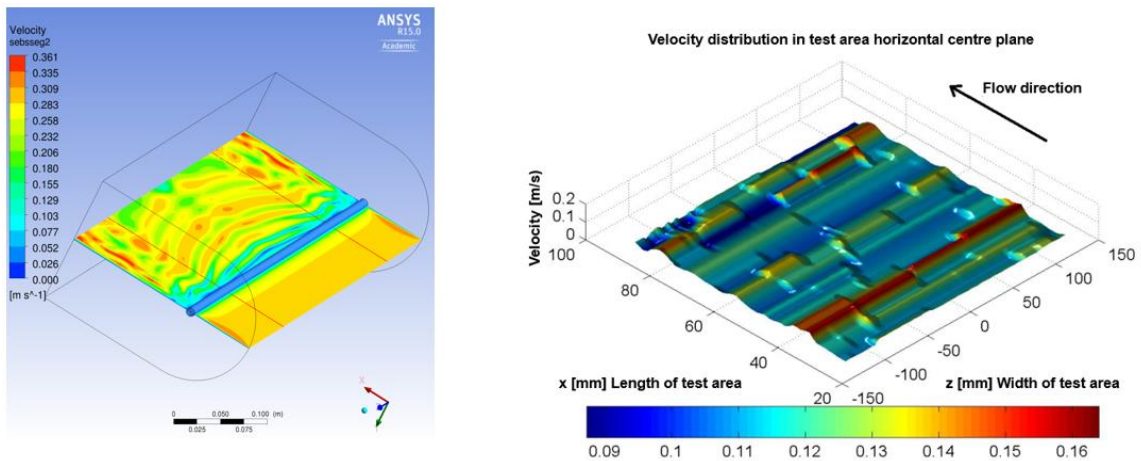 ANSYS
R15.0
Academic
Velocity
sebsseg2
0.361
0.335
0.309
0.283
0.258
0.232
0.206
0.180
0.155
0.129
0.103
0.077
0.052
0.026
0.000
[m s^-1]
X
Y
0 0.050 0.100 (m)
0.025 0.075
Velocity distribution in test area horizontal centre plane
Flow direction
Velocity [m/s]
0.2
0.1
0
100
80
60
40
20
150
100
50
0
-50
-100
-150
x [mm] Length of test area
z [mm] Width of test area
0.09 0.1 0.11 0.12 0.13 0.14 0.15 0.16